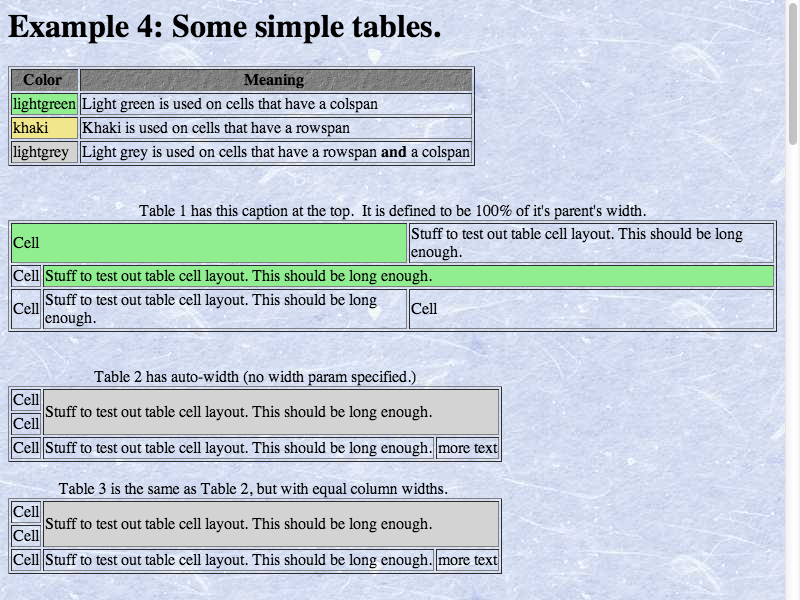 Example 4: Some simple tables.
Color Meaning
lightgreen Light green is used on cells that have a colspan
khaki Khaki is used on cells that have a rowspan
lightgrey Light grey is used on cells that have a rowspan and a colspan
Table 1 has this caption at the top.  It is defined to be 100% of it's parent's width.
Cell Stuff to test out table cell layout. This should be long
enough.
Cell Stuff to test out table cell layout. This should be long enough.
Cell Stuff to test out table cell layout. This should be long
enough. Cell
Table 2 has auto-width (no width param specified.)
Cell Stuff to test out table cell layout. This should be long enough.
Cell
Cell Stuff to test out table cell layout. This should be long enough. more text
Table 3 is the same as Table 2, but with equal column widths.
Cell Stuff to test out table cell layout. This should be long enough.
Cell
Cell Stuff to test out table cell layout. This should be long enough. more text